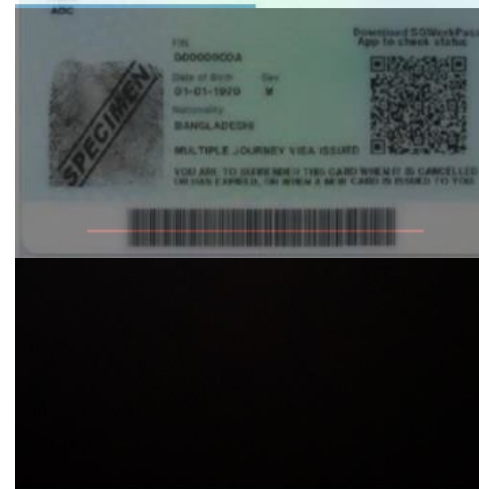 ABC
Download SGWorkPass
App to check status
FIN
G0000000A
Date of Birth Sex
01-01-1970 M
Nationality
BANGLADESHI
SPECIMEN
MULTIPLE JOURNEY VISA ISSUED
YOU ARE TO SURRENDER THIS CARD WHEN IT IS CANCELLED
OR HAS EXPIRED, OR WHEN A NEW CARD IS ISSUED TO YOU.